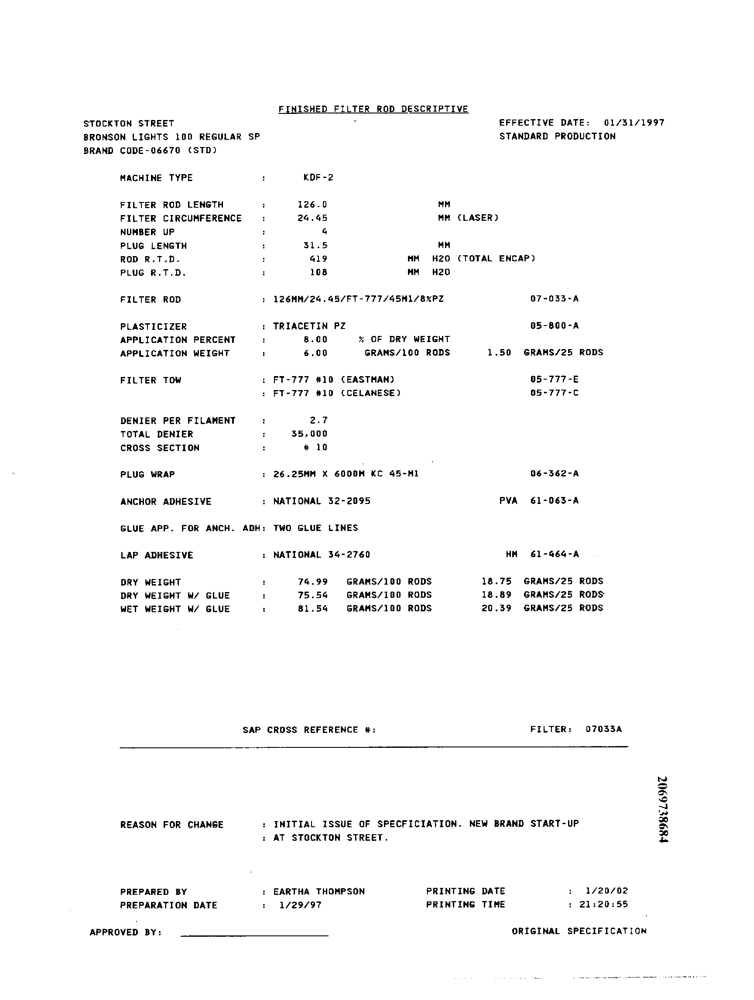 FINISHED FILTER ROD DESCRIPTIVE
STOCKTON STREET EFFECTIVE DATE: 01/31/1997
BRONSON LIGHTS 100 REGULAR SP STANDARD PRODUCTION
BRAND CODE-06670 (STD)
MACHINE TYPE : KDF-2
FILTER ROD LENGTH : 126.0 MM
FILTER CIRCUMFERENCE : 24.45 MM (LASER)
NUMBER UP : 4
PLUG LENGTH : 31.5 MM
ROD R.T.D. : 419 MM H2O (TOTAL ENCAP)
PLUG R.T.D. : 108 MM H2O
FILTER ROD : 126MM/24.45/FT-777/45M1/8%PZ 07-033-A
PLASTICIZER : TRIACETIN PZ 05-800-A
APPLICATION PERCENT : 8.00 % OF DRY WEIGHT
APPLICATION WEIGHT : 6.00 GRAMS/100 RODS 1.50 GRAMS/25 RODS
FILTER TOW : FT-777 #10 (EASTMAN) 05-777-E
: FT-777 #10 (CELANESE) 05-777-C
DENIER PER FILAMENT : 2.7
TOTAL DENIER : 35,000
CROSS SECTION : # 10
PLUG WRAP : 26.25MM X 6000M KC 45-M1 06-362-A
ANCHOR ADHESIVE : NATIONAL 32-2095 PVA 61-063-A
GLUE APP. FOR ANCH. ADH: TWO GLUE LINES
LAP ADHESIVE : NATIONAL 34-2760 HM 61-464-A
DRY WEIGHT : 74.99 GRAMS/100 RODS 18.75 GRAMS/25 RODS
DRY WEIGHT W/ GLUE : 75.54 GRAMS/100 RODS 18.89 GRAMS/25 RODS
WET WEIGHT W/ GLUE : 81.54 GRAMS/100 RODS 20.39 GRAMS/25 RODS
SAP CROSS REFERENCE #: FILTER: 07033A
2069738684
REASON FOR CHANGE : INITIAL ISSUE OF SPECFICIATION. NEW BRAND START-UP
: AT STOCKTON STREET.
PREPARED BY : EARTHA THOMPSON PRINTING DATE : 1/20/02
PREPARATION DATE : 1/29/97 PRINTING TIME : 21:20:55
APPROVED BY: ORIGINAL SPECIFICATION